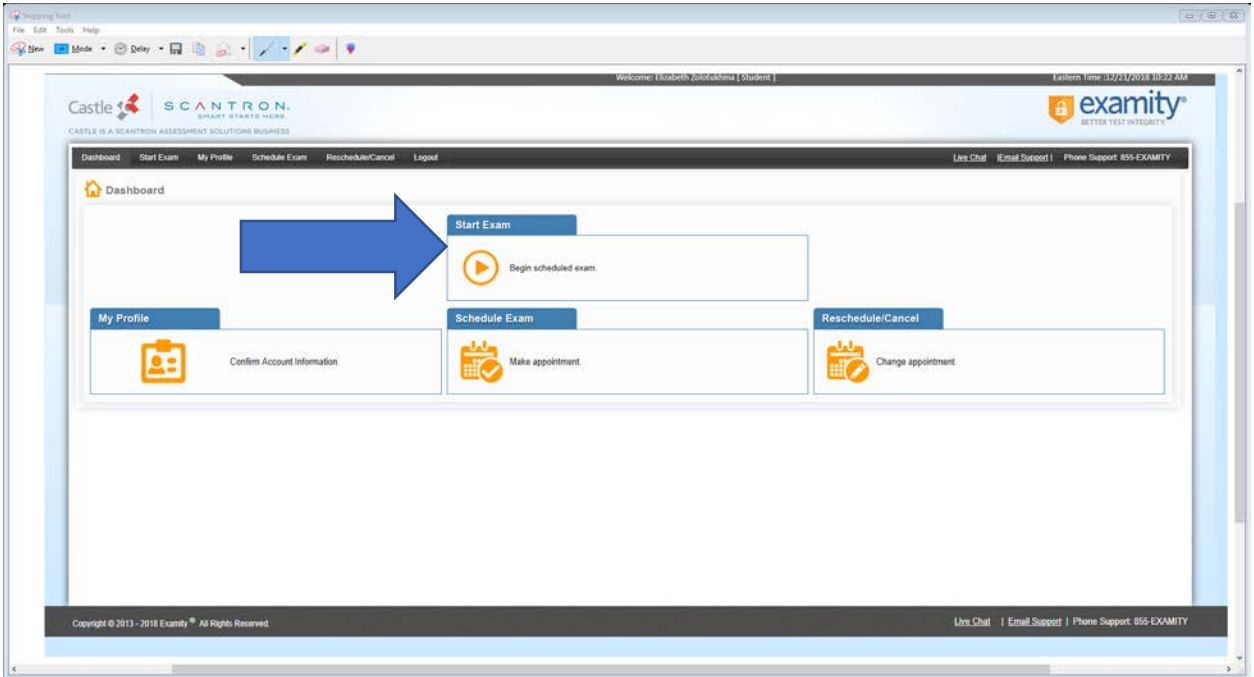 Snipping Tool
File Edit Tools Help
New Mode Delay
Welcome: Elizabeth Zolotukhina [ Student ]
Eastern Time :12/21/2018 10:22 AM
Castle SCANTRON.
SMART STARTS HERE
CASTLE IS A SCANTRON ASSESSMENT SOLUTIONS BUSINESS
examity®
BETTER TEST INTEGRITY
Dashboard Start Exam My Profile Schedule Exam Reschedule/Cancel Logout Live Chat |Email Support | Phone Support: 855-EXAMITY
Dashboard
Start Exam
Begin scheduled exam.
My Profile Schedule Exam Reschedule/Cancel
Confirm Account Information. Make appointment. Change appointment.
Copyright © 2013 - 2018 Examity ® All Rights Reserved. Live Chat | Email Support | Phone Support: 855-EXAMITY